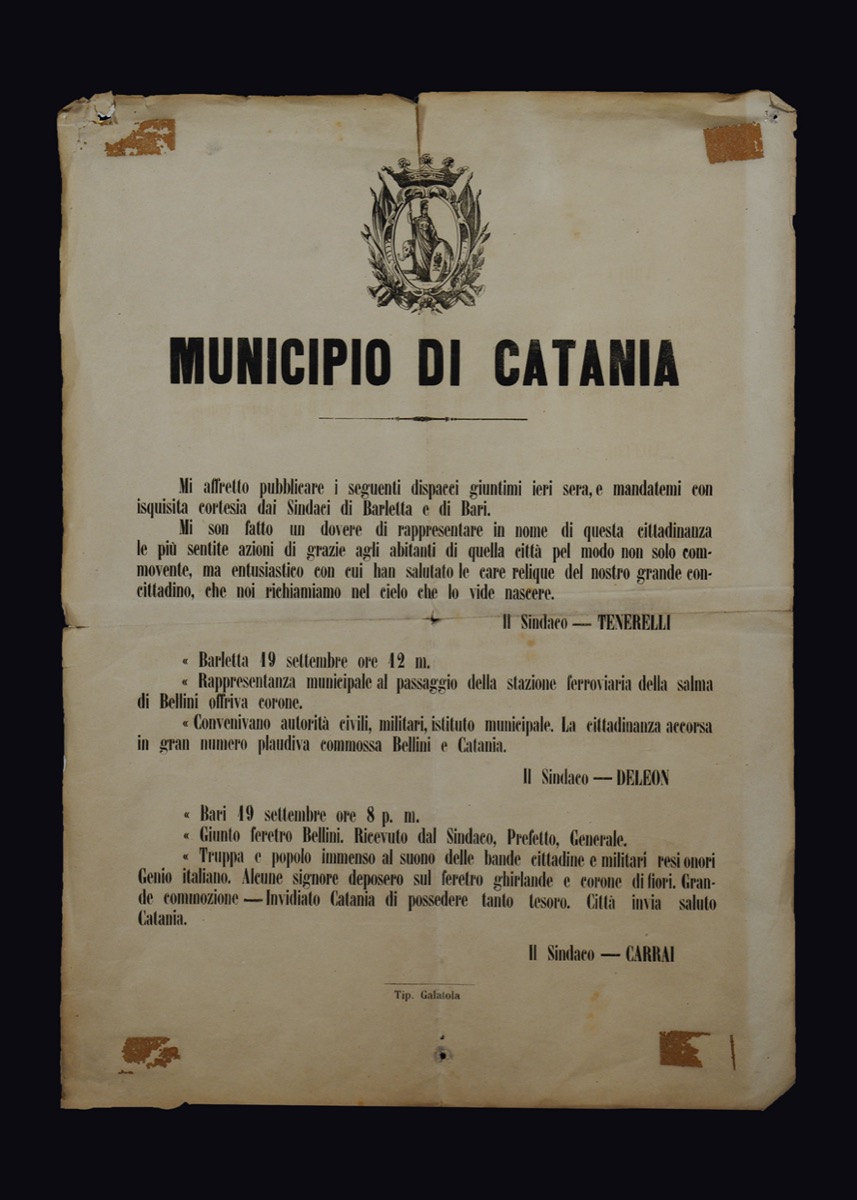 MUNICIPIO DI CATANIA
Mi affretto pubblicare i seguenti dispacci giuntimi ieri sera, e mandatemi con
isquisita cortesia dai Sindaci di Barletta e di Bari.
Mi son fatto un dovere di rappresentare in nome di questa cittadinanza
le più sentite azioni di grazie agli abitanti di quella città pel modo non solo com-
movente, ma entusiastico con cui han salutato le care relique del nostro grande con-
cittadino, che noi richiamiamo nel cielo che lo vide nascere.
Il Sindaco — TENERELLI
« Barletta 19 settembre ore 12 m.
« Rappresentanza municipale al passaggio della stazione ferroviaria della salma
di Bellini offriva corone.
« Convenivano autorità civili, militari, istituto municipale. La cittadinanza accorsa
in gran numero plaudiva commossa Bellini e Catania.
Il Sindaco — DELEON
« Bari 19 settembre ore 8 p. m.
« Giunto feretro Bellini. Ricevuto dal Sindaco, Prefetto, Generale.
« Truppa e popolo immenso al suono delle bande cittadine e militari resi onori
Genio italiano. Alcune signore deposero sul feretro ghirlande e corone di fiori. Gran-
de commozione — Invidiato Catania di possedere tanto tesoro. Città invia saluto
Catania.
Il Sindaco — CARRAI
Tip. Galatola